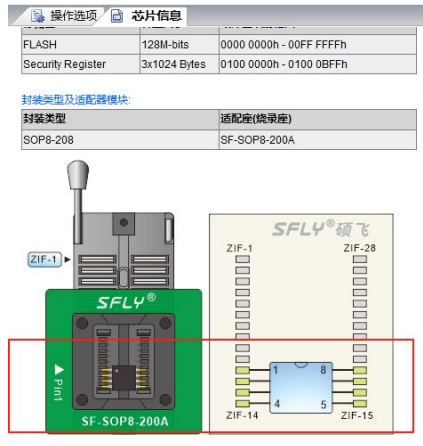 操作选项 芯片信息
FLASH 128M-bits 0000 0000h - 00FF FFFFh
Security Register 3x1024 Bytes 0100 0000h - 0100 0BFFh
封装类型及适配器模块:
封装类型 适配座(烧录座)
SOP8-208 SF-SOP8-200A
SFLY®硕飞
ZIF-1 ZIF-28
ZIF-1
SFLY®
1 8
Pin1
4 5
ZIF-14 ZIF-15
SF-SOP8-200A